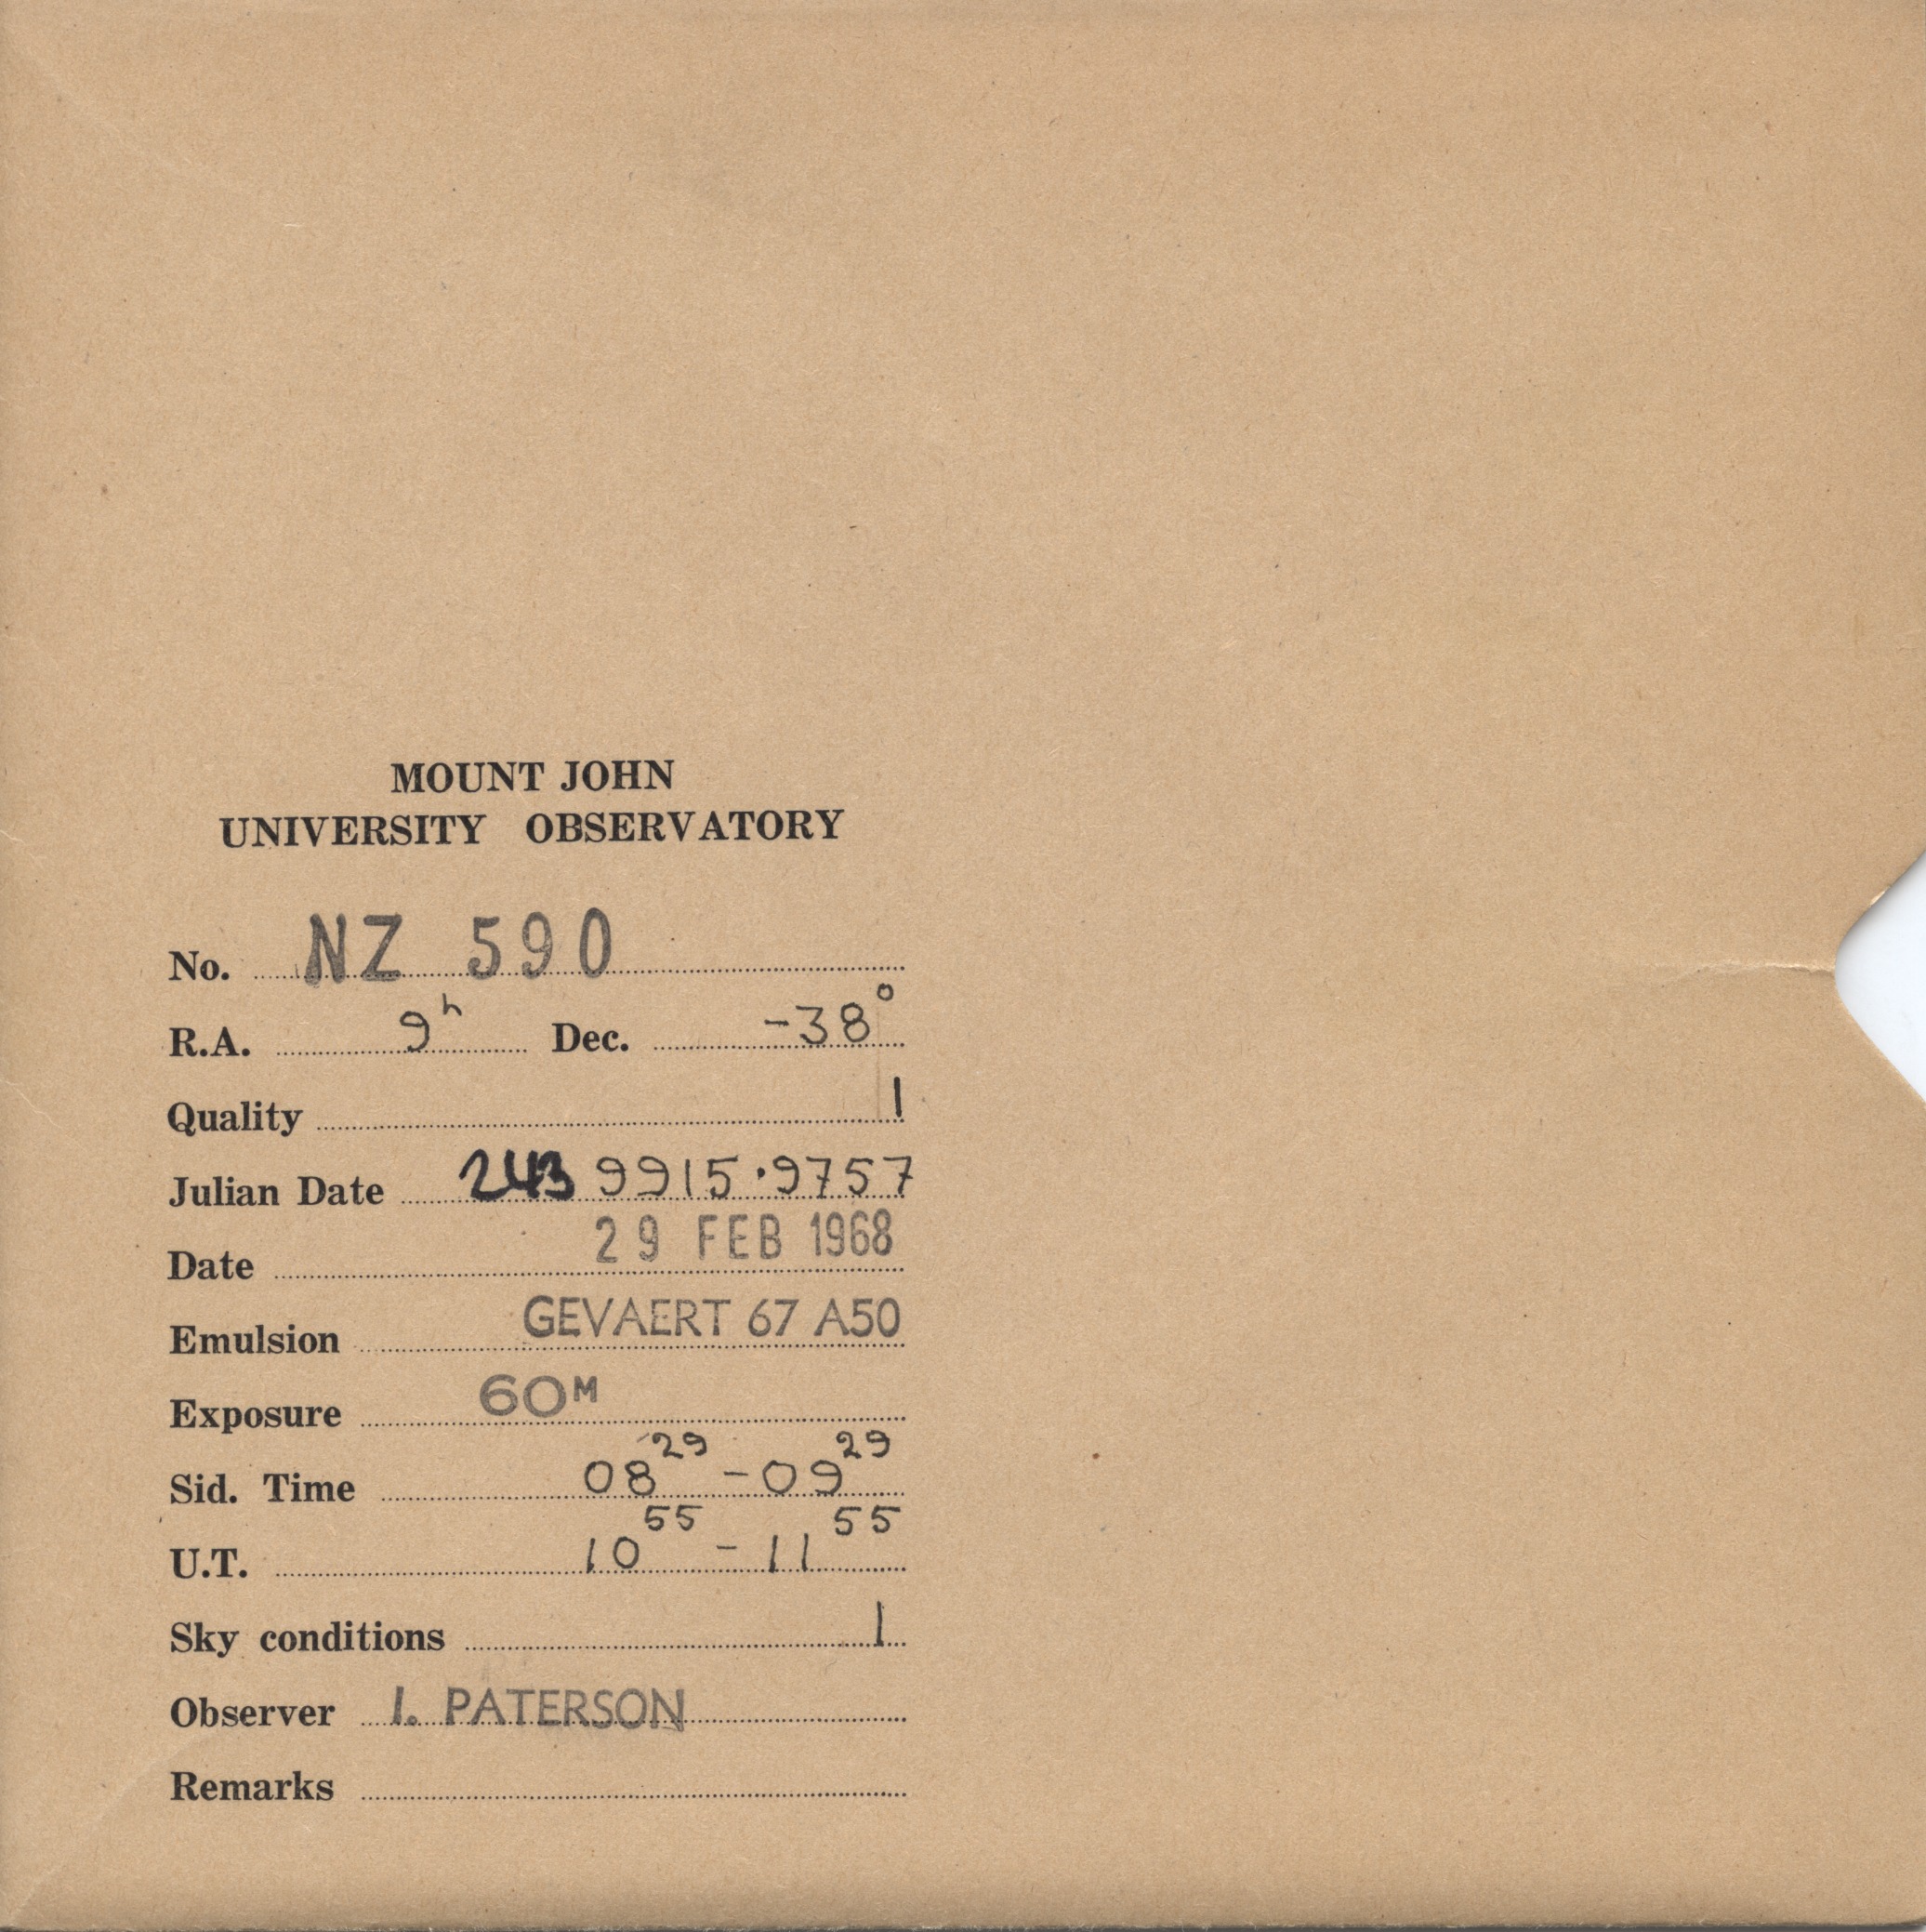 MOUNT JOHN
UNIVERSITY OBSERVATORY
No. NZ 590
R.A. 9h Dec. -38°
Quality 1
Julian Date 243 9915.9757
Date 29 FEB 1968
Emulsion GEVAERT 67 A50
Exposure 60M
Sid. Time 08 29 - 09 29
U.T. 10 55 - 11 55
Sky conditions 1
Observer I. PATERSON
Remarks